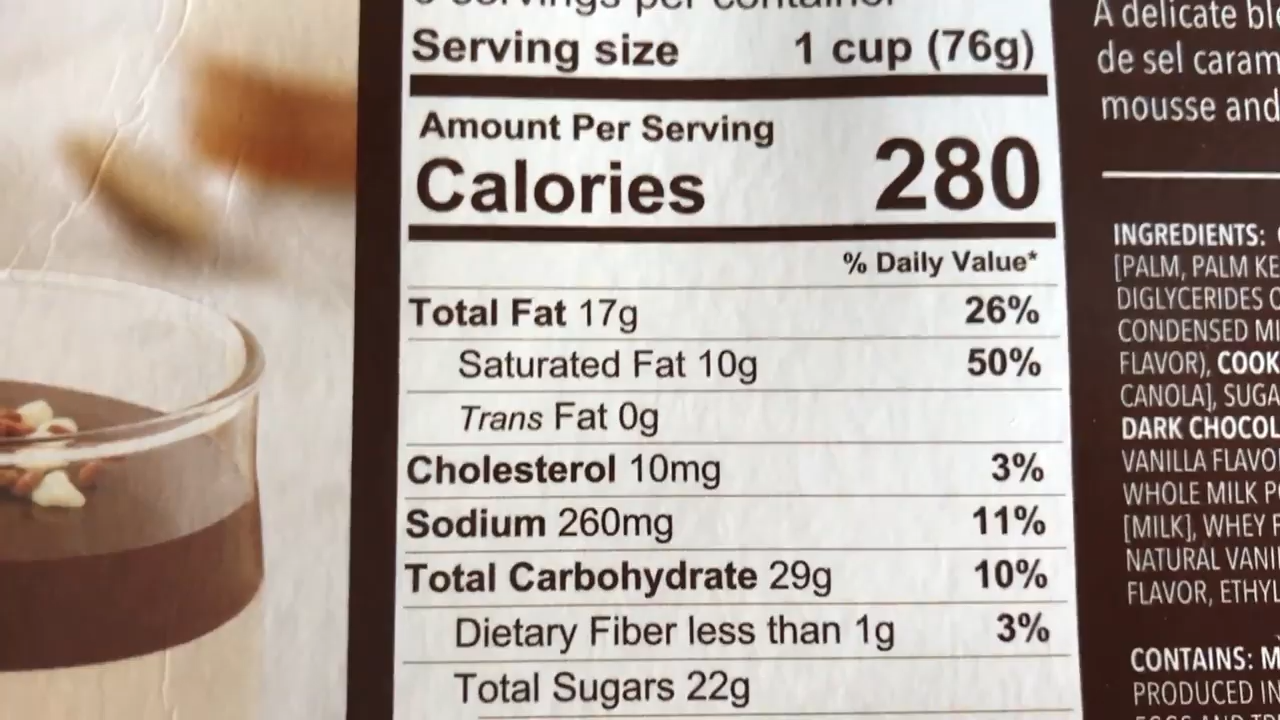 servings per container
Serving size 1 cup (76g)
Amount Per Serving
Calories 280
% Daily Value*
Total Fat 17g 26%
Saturated Fat 10g 50%
Trans Fat 0g
Cholesterol 10mg 3%
Sodium 260mg 11%
Total Carbohydrate 29g 10%
Dietary Fiber less than 1g 3%
Total Sugars 22g
A delicate
de sel caram
mousse and
INGREDIENTS:
[PALM, PALM KE
DIGLYCERIDES
CONDENSED MI
FLAVOR), COOK
CANOLA], SUGA
DARK CHOCOL
VANILLA FLAVO
WHOLE MILK
[MILK], WHEY
NATURAL VANI
FLAVOR, ETHYL
CONTAINS: M
PRODUCED IN